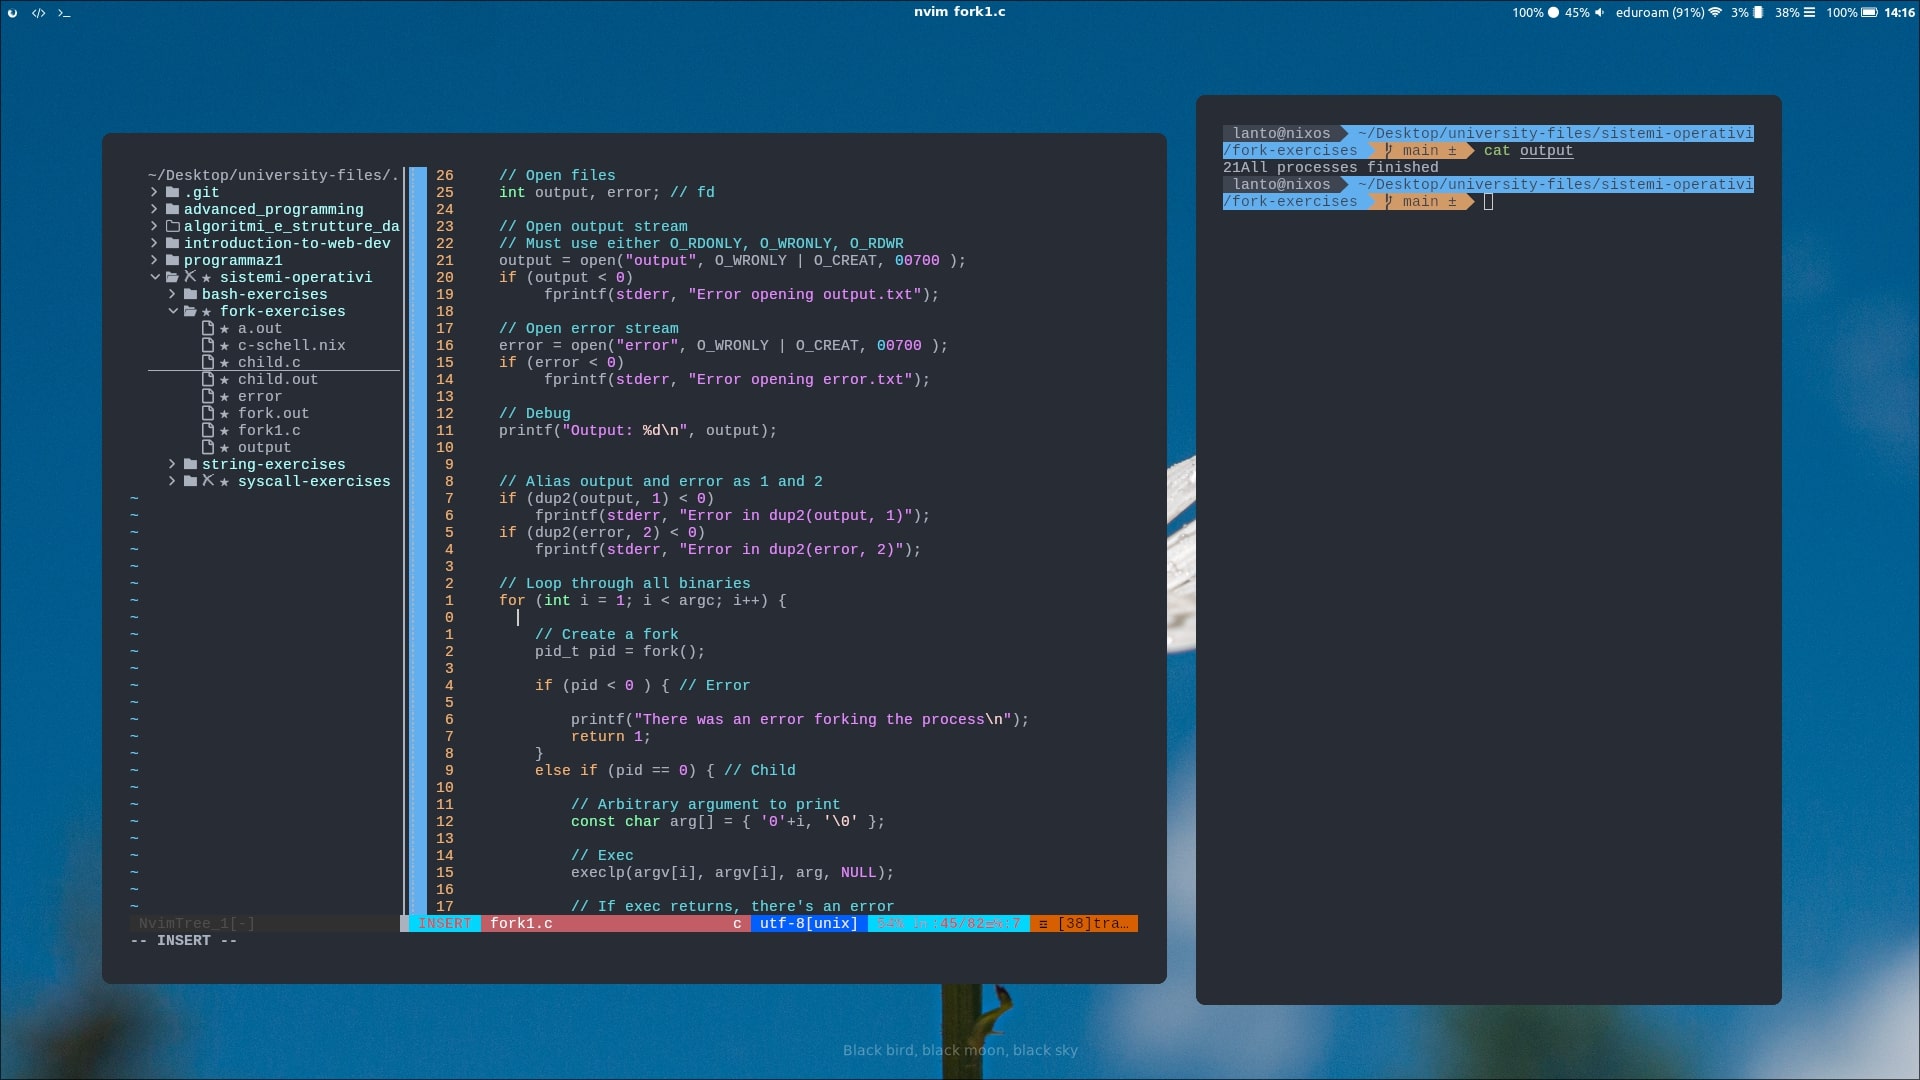 nvim fork1.c
100% 45% eduroam (91%) 3% 38% 100% 14:16
~/Desktop/university-files/.
.git
advanced_programming
algoritmi_e_strutture_da
introduction-to-web-dev
programmaz1
sistemi-operativi
bash-exercises
fork-exercises
a.out
c-schell.nix
child.c
child.out
error
fork.out
fork1.c
output
string-exercises
syscall-exercises
NvimTree_1[-]
26 // Open files
25 int output, error; // fd
24
23 // Open output stream
22 // Must use either O_RDONLY, O_WRONLY, O_RDWR
21 output = open("output", O_WRONLY | O_CREAT, 00700 );
20 if (output < 0)
19 fprintf(stderr, "Error opening output.txt");
18
17 // Open error stream
16 error = open("error", O_WRONLY | O_CREAT, 00700 );
15 if (error < 0)
14 fprintf(stderr, "Error opening error.txt");
13
12 // Debug
11 printf("Output: %d\n", output);
10
9
8 // Alias output and error as 1 and 2
7 if (dup2(output, 1) < 0)
6 fprintf(stderr, "Error in dup2(output, 1)");
5 if (dup2(error, 2) < 0)
4 fprintf(stderr, "Error in dup2(error, 2)");
3
2 // Loop through all binaries
1 for (int i = 1; i < argc; i++) {
0
1 // Create a fork
2 pid_t pid = fork();
3
4 if (pid < 0 ) { // Error
5
6 printf("There was an error forking the process\n");
7 return 1;
8 }
9 else if (pid == 0) { // Child
10
11 // Arbitrary argument to print
12 const char arg[] = { '0'+i, '\0' };
13
14 // Exec
15 execlp(argv[i], argv[i], arg, NULL);
16
17 // If exec returns, there's an error
INSERT fork1.c c utf-8[unix] 54% :45/82 :7 [38]tra…
-- INSERT --
lanto@nixos ~/Desktop/university-files/sistemi-operativi
/fork-exercises main ± cat output
21All processes finished
lanto@nixos ~/Desktop/university-files/sistemi-operativi
/fork-exercises main ±
Black bird, black moon, black sky